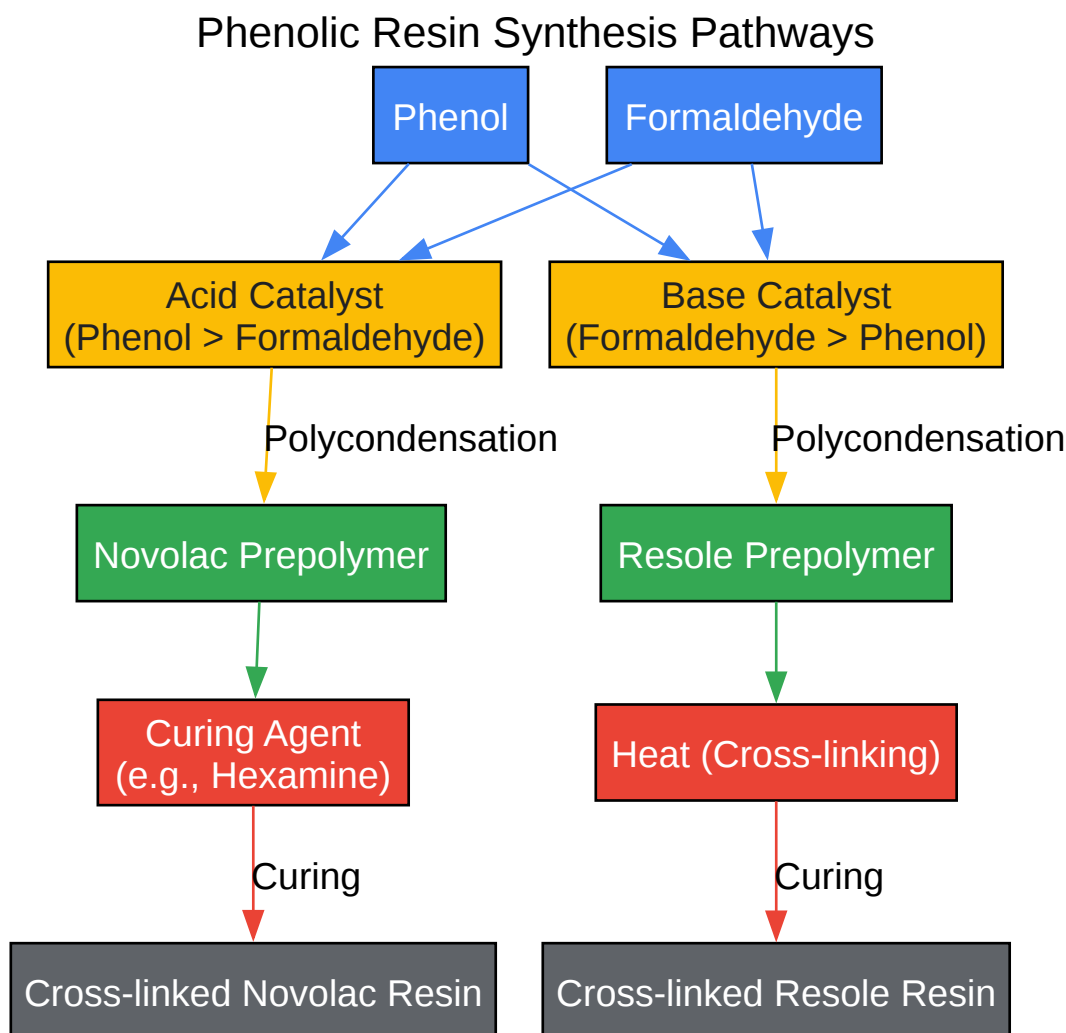 Phenolic Resin Synthesis Pathways
Phenol
Formaldehyde
Acid Catalyst
(Phenol > Formaldehyde)
Base Catalyst
(Formaldehyde > Phenol)
Polycondensation
Polycondensation
Novolac Prepolymer
Resole Prepolymer
Curing Agent
(e.g., Hexamine)
Heat (Cross-linking)
Curing
Curing
Cross-linked Novolac Resin
Cross-linked Resole Resin